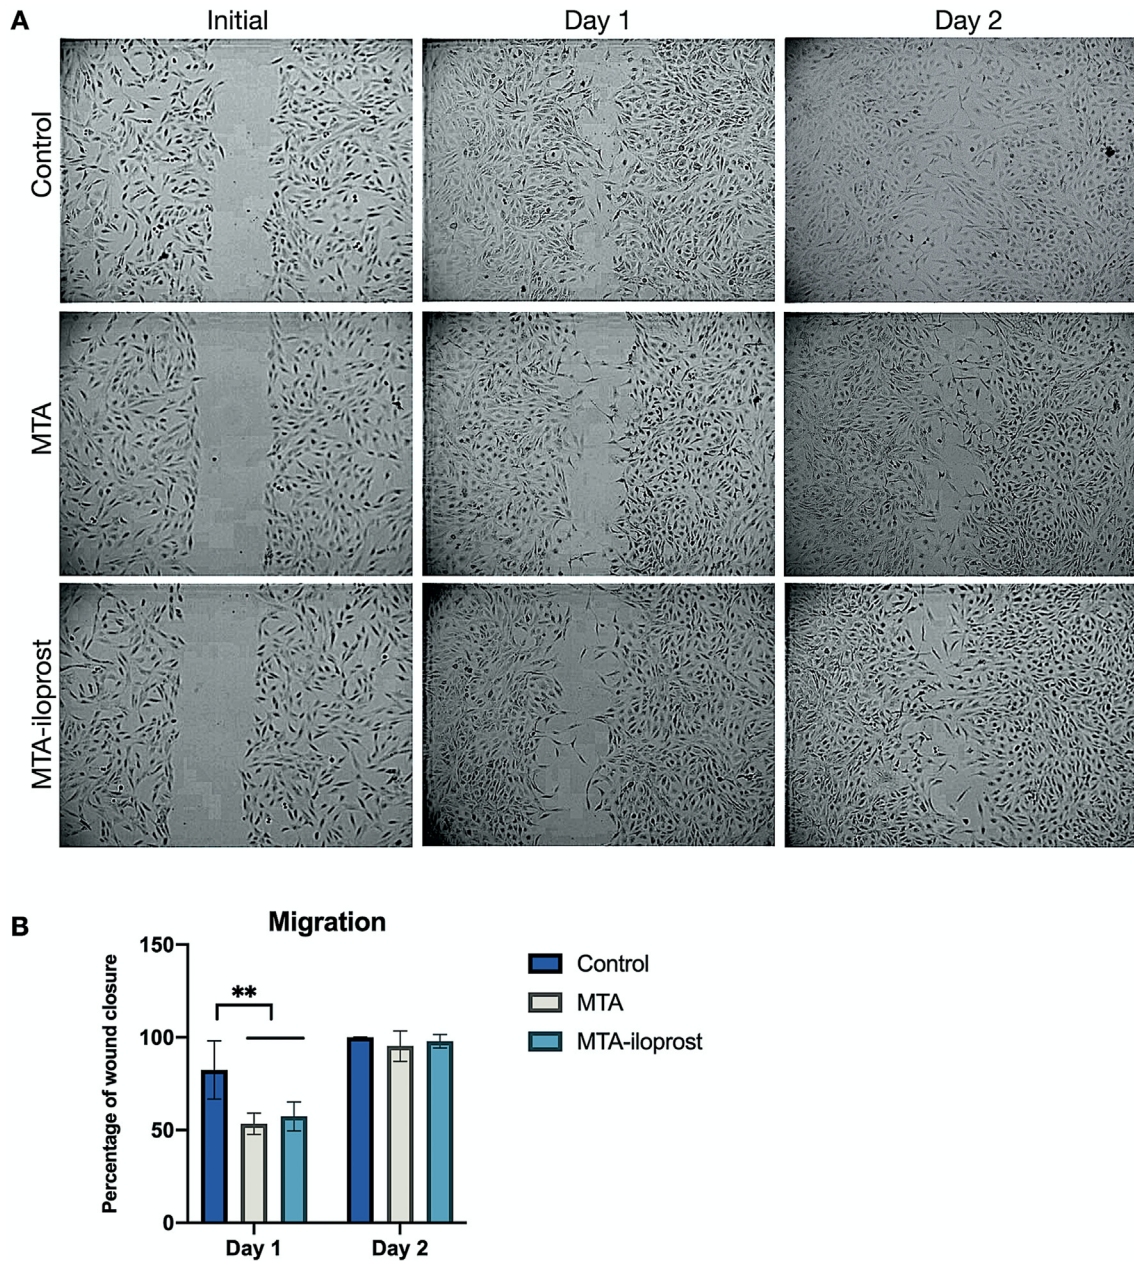 A
Initial
Day 1
Day 2
Control
MTA
MTA-iloprost
B
Migration
Percentage of wound closure
150
100
50
0
**
Day 1
Day 2
Control
MTA
MTA-iloprost